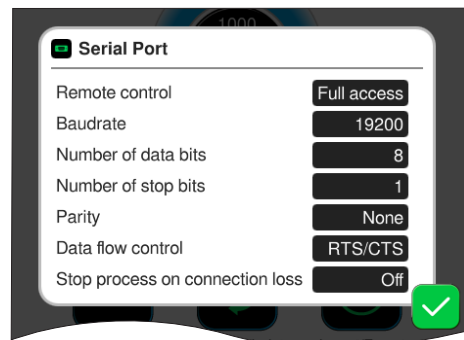 1000
Serial Port
Remote control Full access
Baudrate 19200
Number of data bits 8
Number of stop bits 1
Parity None
Data flow control RTS/CTS
Stop process on connection loss Off